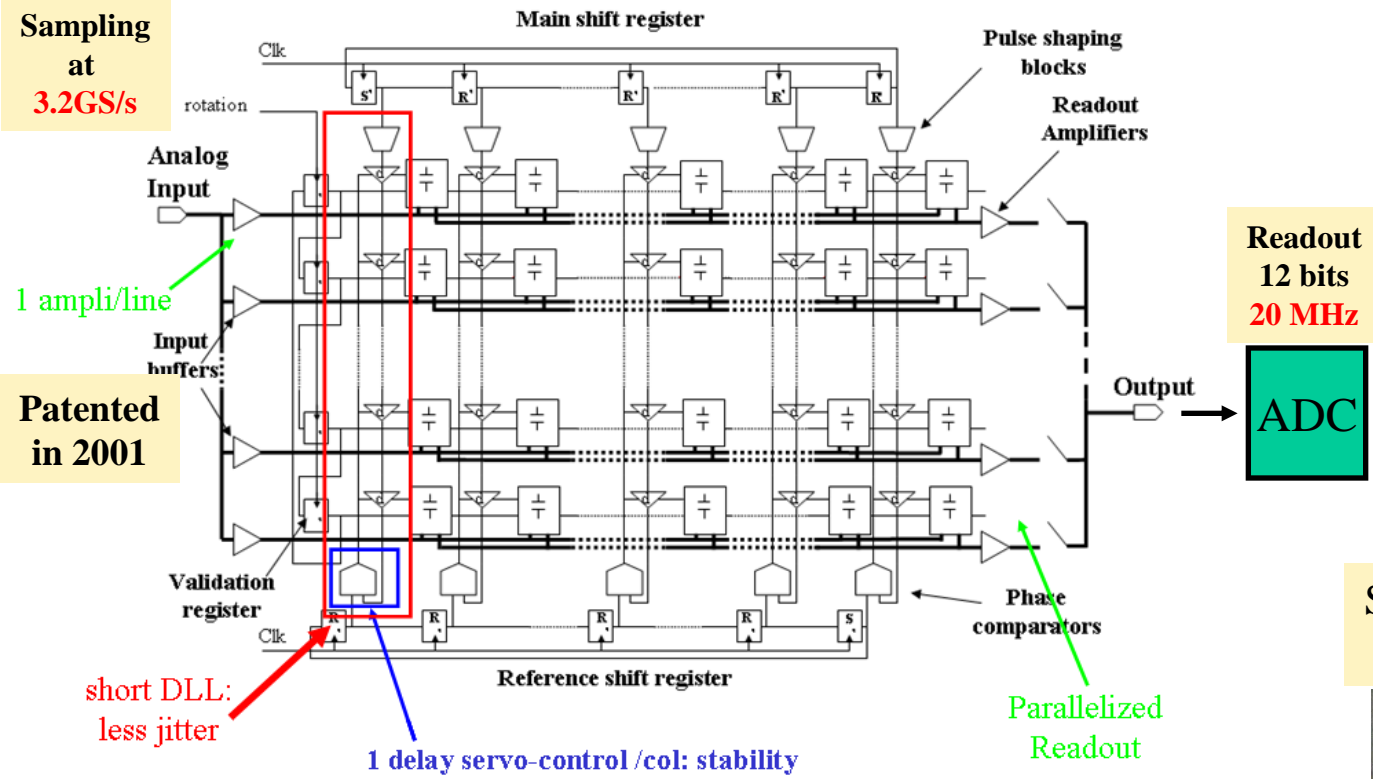 Sampling
at
3.2GS/s
Main shift register
Clk
Pulse shaping
blocks
S'
R'
R'
R'
R
rotation
Readout
Amplifiers
Analog
Input
1 ampli/line
Input
buffers
Patented
in 2001
Readout
12 bits
20 MHz
Output
ADC
Validation
register
Phase
comparators
Clk
R
R
R
R
S
Reference shift register
short DLL:
less jitter
Parallelized
Readout
1 delay servo-control /col: stability
S